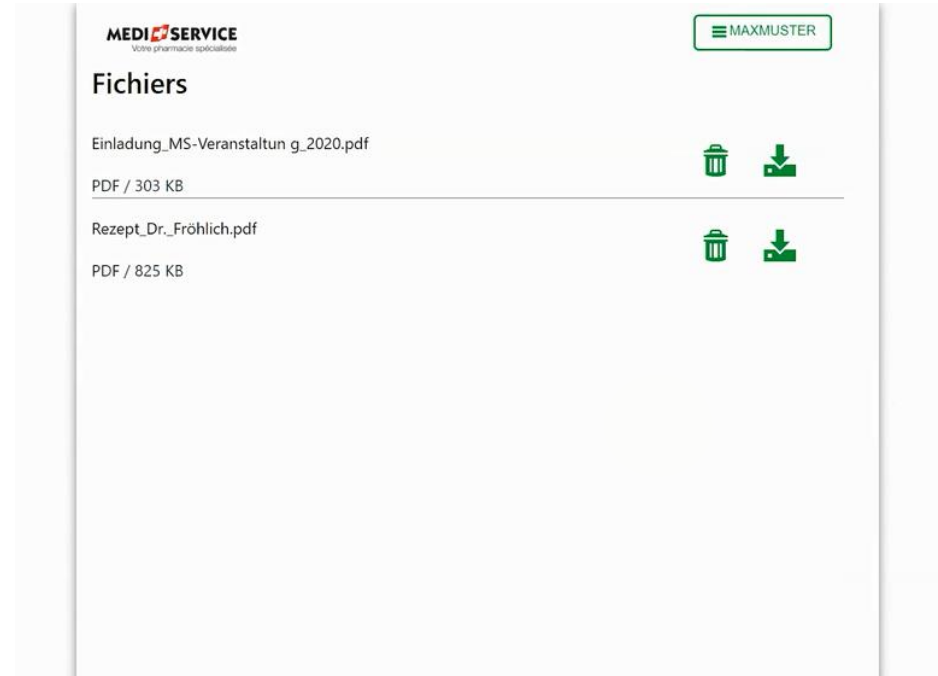 MEDI SERVICE
Votre pharmacie spécialisée
MAXMUSTER
Fichiers
Einladung_MS-Veranstaltun g_2020.pdf
PDF / 303 KB
Rezept_Dr._Fröhlich.pdf
PDF / 825 KB